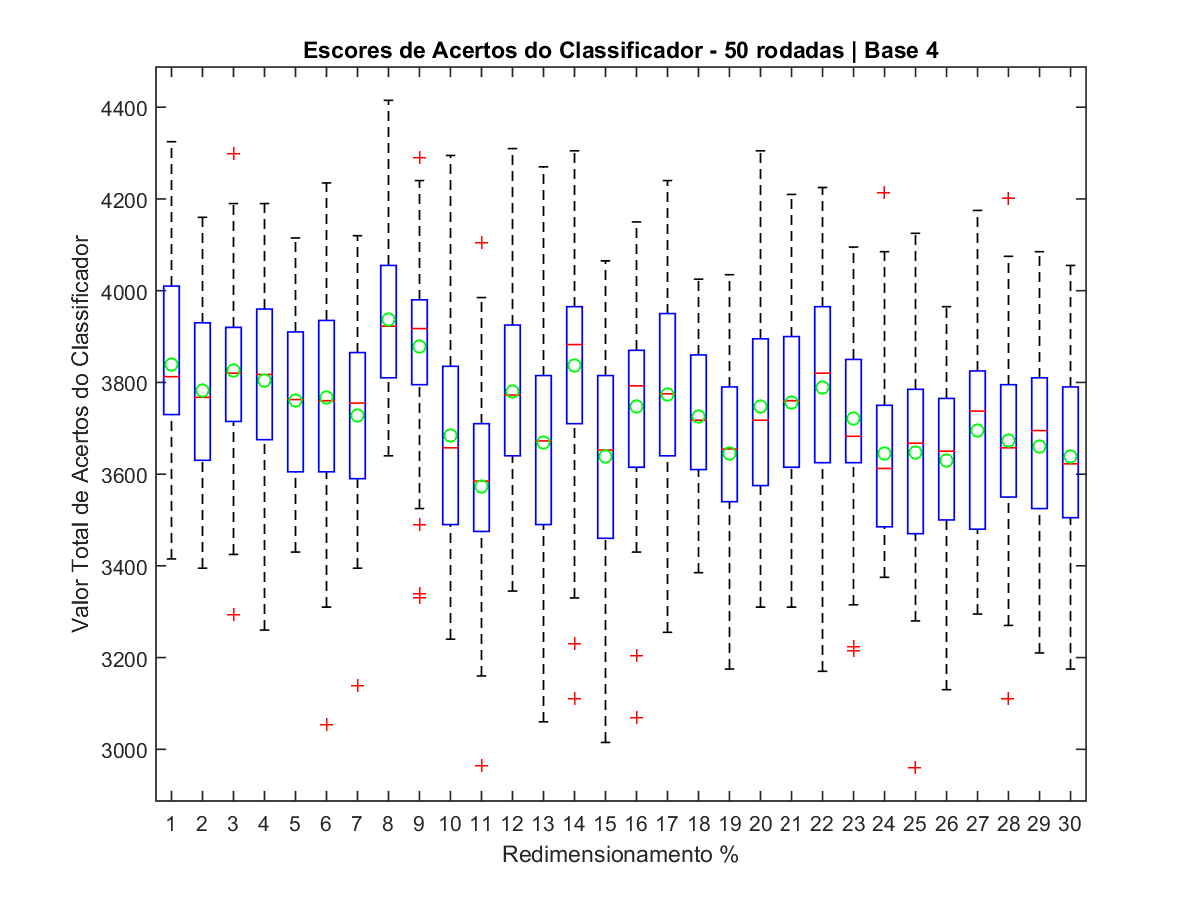 Escores de Acertos do Classificador - 50 rodadas | Base 4
Valor Total de Acertos do Classificador
4400
4200
4000
3800
3600
3400
3200
3000
1 2 3 4 5 6 7 8 9 10 11 12 13 14 15 16 17 18 19 20 21 22 23 24 25 26 27 28 29 30
Redimensionamento %